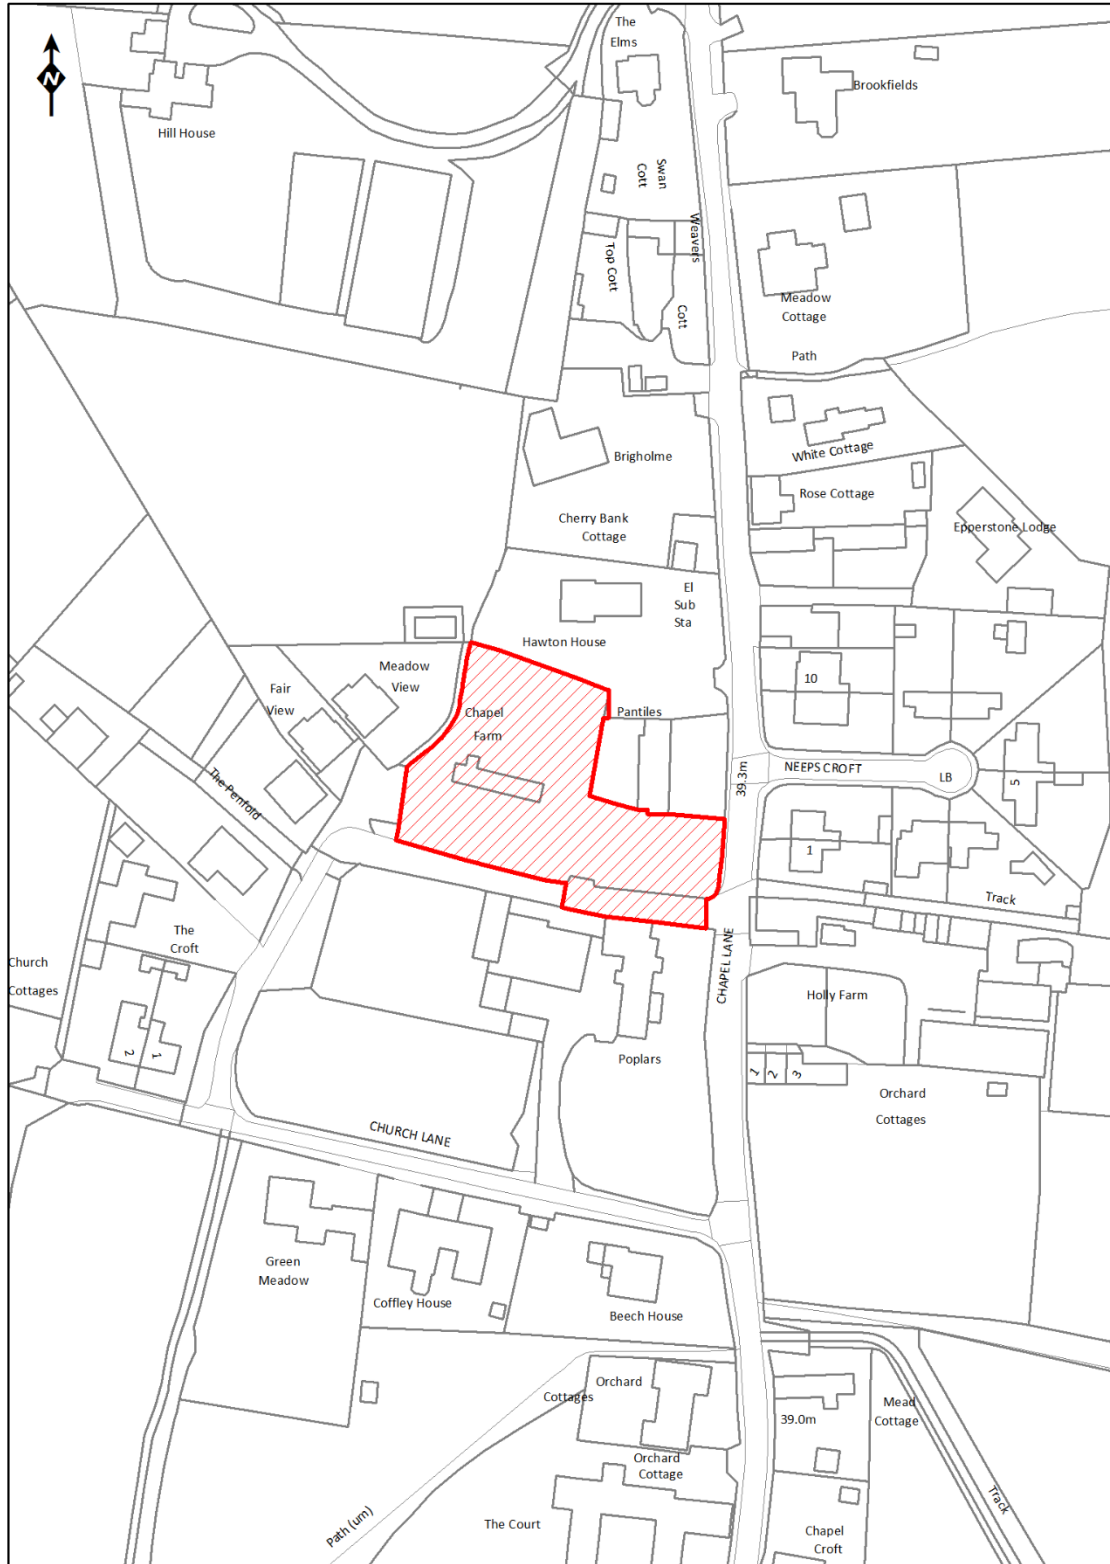 The
Elms
N
Brookfields
Hill House
Swan
Cott
Weavers
Cott
Top Cott
Meadow
Cottage
Path
White Cottage
Brigholme
Rose Cottage
Cherry Bank
Cottage
Epperstone Lodge
El
Sub
Sta
Hawton House
Meadow
View
Fair
View
10
Chapel
Farm
Pantiles
39.3m
NEEPS CROFT
LB
5
The Penfold
1
Track
The
Croft
CHAPEL LANE
Church
Cottages
Holly Farm
2
1
Poplars
1
2
3
Orchard
Cottages
CHURCH LANE
Green
Meadow
Coffley House
Beech House
Orchard
Cottages
Mead
Cottage
39.0m
Orchard
Cottage
Track
Path (um)
The Court
Chapel
Croft